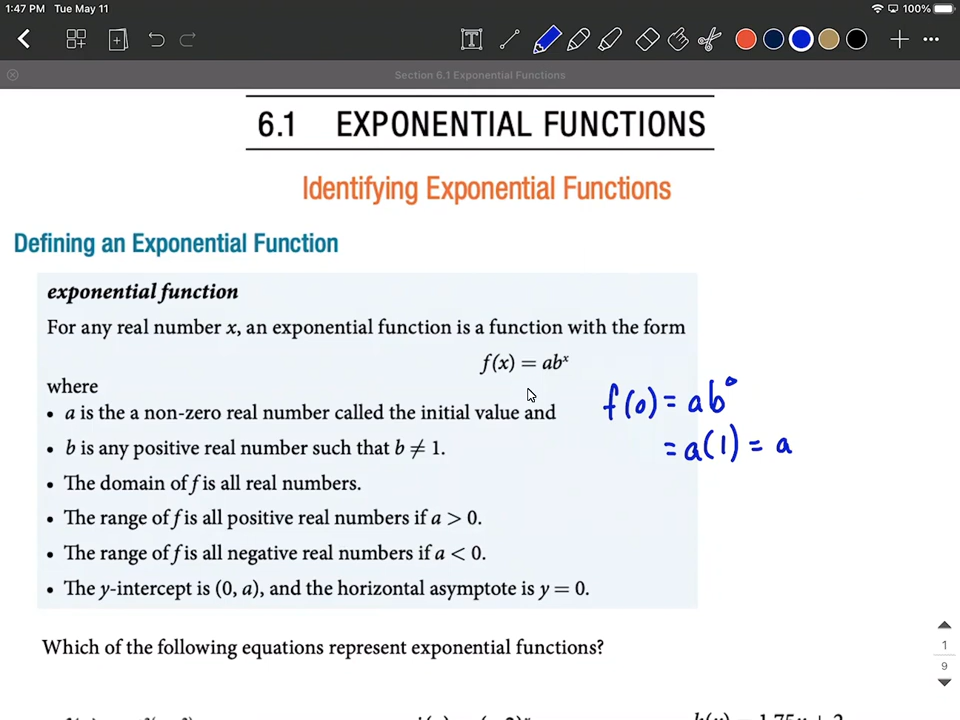 1:47 PM Tue May 11 100%
Section 6.1 Exponential Functions
6.1 EXPONENTIAL FUNCTIONS
Identifying Exponential Functions
Defining an Exponential Function
exponential function
For any real number x, an exponential function is a function with the form
f(x) = abˣ
where
• a is the a non-zero real number called the initial value and
• b is any positive real number such that b ≠ 1.
• The domain of f is all real numbers.
• The range of f is all positive real numbers if a > 0.
• The range of f is all negative real numbers if a < 0.
• The y-intercept is (0, a), and the horizontal asymptote is y = 0.
f(0) = ab⁰
= a(1) = a
Which of the following equations represent exponential functions?
1
9